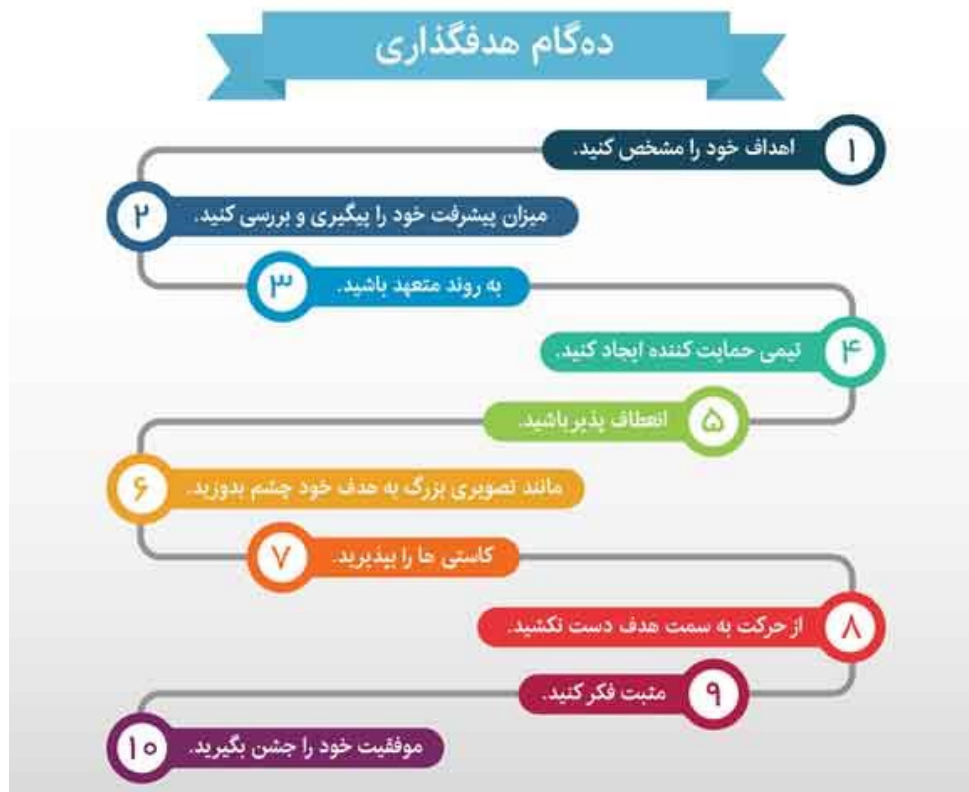 ده‌گام هدفگذاری
۱ اهداف خود را مشخص کنید.
۲ میزان پیشرفت خود را پیگیری و بررسی کنید.
۳ به روند متعهد باشید.
۴ تیمی حمایت کننده ایجاد کنید.
۵ انعطاف پذیر باشید.
۶ مانند تصویری بزرگ به هدف خود چشم بدوزید.
۷ کاستی ها را بپذیرید.
۸ از حرکت به سمت هدف دست نکشید.
۹ مثبت فکر کنید.
۱۰ موفقیت خود را جشن بگیرید.